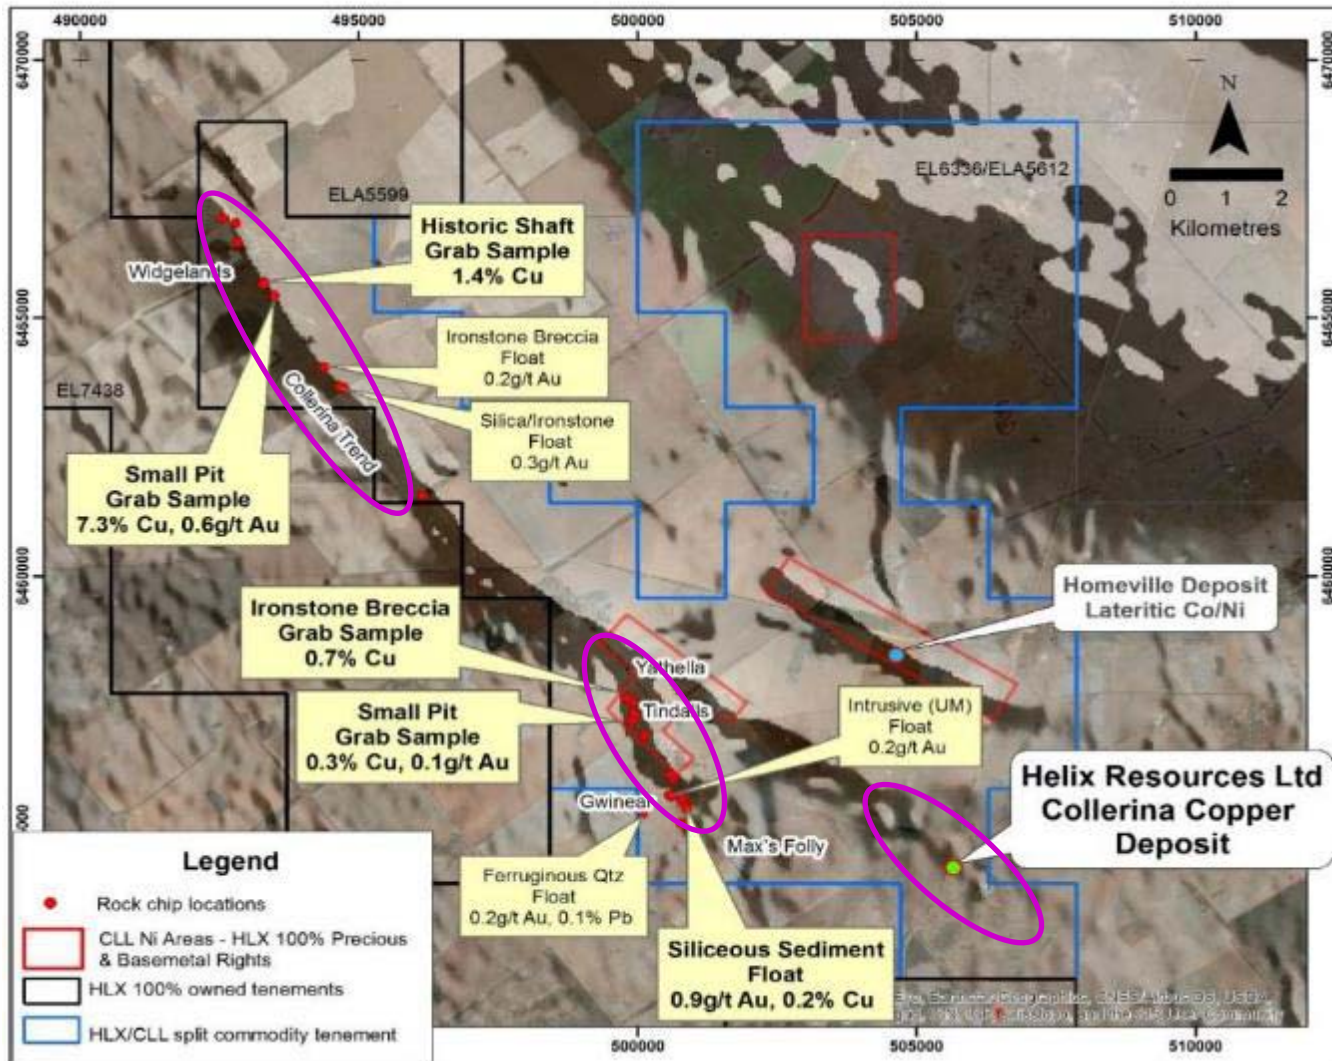 490000 495000 500000 505000 510000
6470000
6470000
N
EL6336/ELA5612
0 1 2
Kilometres
ELA5599
Historic Shaft
Grab Sample
1.4% Cu
Widgelands
6465000
6465000
Ironstone Breccia
Float
0.2g/t Au
EL7438
Collerina Trend
Silica/Ironstone
Float
0.3g/t Au
Small Pit
Grab Sample
7.3% Cu, 0.6g/t Au
6460000
6460000
Homeville Deposit
Lateritic Co/Ni
Ironstone Breccia
Grab Sample
0.7% Cu
Yathella
Tindalls
Small Pit
Grab Sample
0.3% Cu, 0.1g/t Au
Intrusive (UM)
Float
0.2g/t Au
Helix Resources Ltd
Collerina Copper
Deposit
Gwinear
Max's Folly
Ferruginous Qtz
Float
0.2g/t Au, 0.1% Pb
Siliceous Sediment
Float
0.9g/t Au, 0.2% Cu
Legend
Rock chip locations
CLL Ni Areas - HLX 100% Precious
& Basemetal Rights
HLX 100% owned tenements
HLX/CLL split commodity tenement
500000 505000 510000